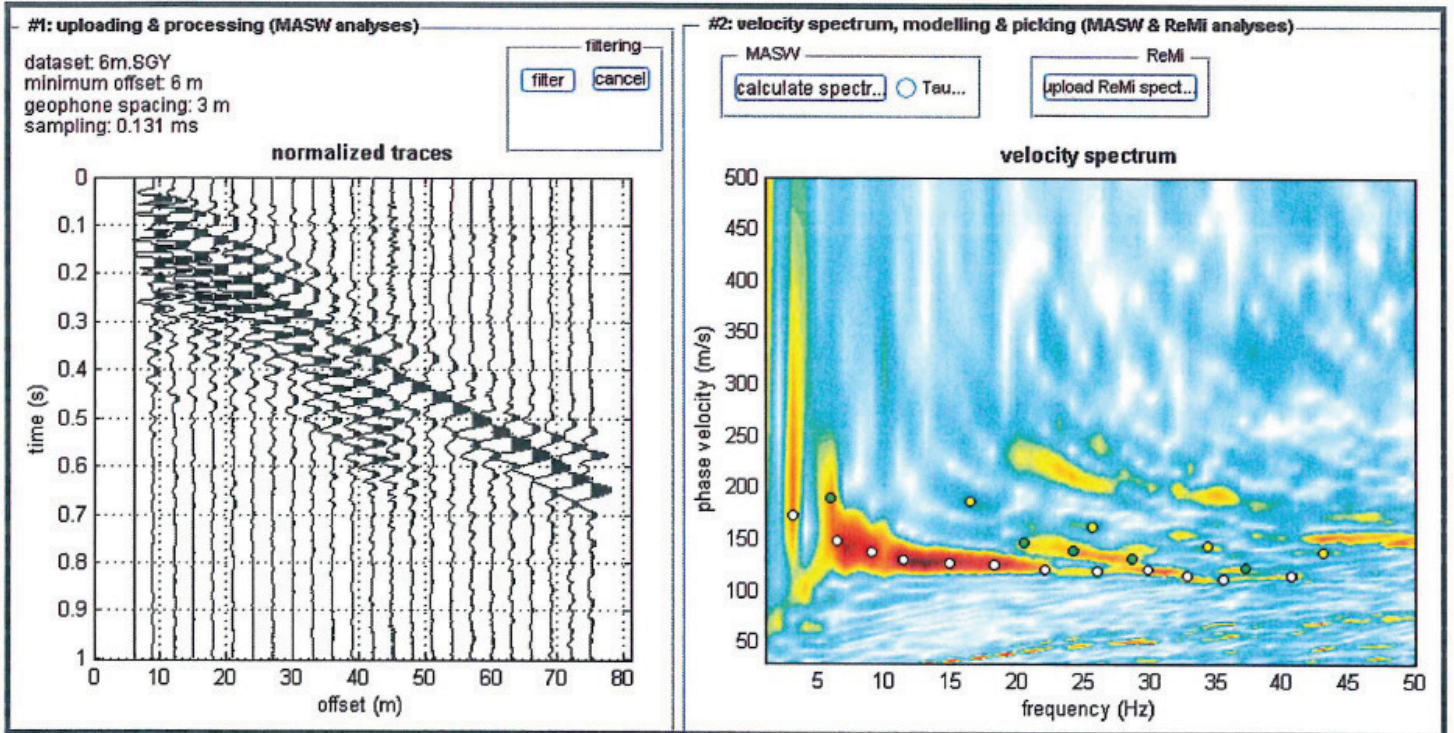 #1: uploading & processing (MASW analyses)
dataset: 6m.SGY
minimum offset: 6 m
geophone spacing: 3 m
sampling: 0.131 ms
filtering
filter
cancel
normalized traces
0
0.1
0.2
0.3
0.4
0.5
0.6
0.7
0.8
0.9
1
time (s)
0 10 20 30 40 50 60 70 80
offset (m)
#2: velocity spectrum, modelling & picking (MASW & ReMi analyses)
MASW
calculate spectr...
Tau...
ReMi
upload ReMi spect...
velocity spectrum
500
450
400
350
300
250
200
150
100
50
phase velocity (m/s)
5 10 15 20 25 30 35 40 45 50
frequency (Hz)